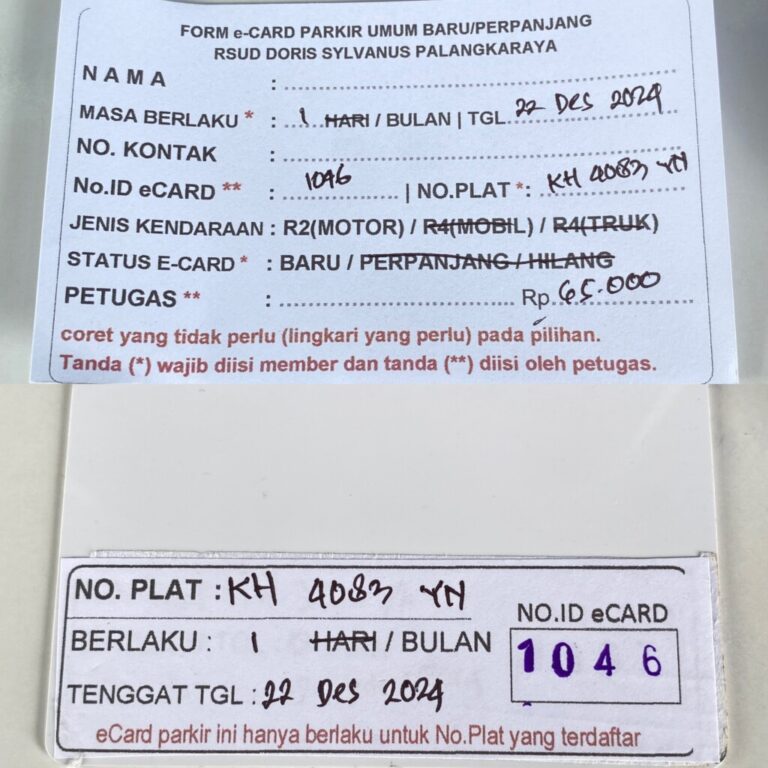 FORM e-CARD PARKIR UMUM BARU/PERPANJANG
RSUD DORIS SYLVANUS PALANGKARAYA
NAMA :
MASA BERLAKU * : 1 HARI / BULAN | TGL. 22 Des 2024
NO. KONTAK :
No.ID eCARD ** : 1046 | NO.PLAT *: KH 4083 YN
JENIS KENDARAAN : R2(MOTOR) / R4(MOBIL) / R4(TRUK)
STATUS E-CARD * : BARU / PERPANJANG / HILANG
PETUGAS ** : Rp. 65.000
coret yang tidak perlu (lingkari yang perlu) pada pilihan.
Tanda (*) wajib diisi member dan tanda (**) diisi oleh petugas.
NO. PLAT : KH 4083 YN
NO.ID eCARD
BERLAKU : 1 HARI / BULAN
1046
TENGGAT TGL : 22 Des 2024
eCard parkir ini hanya berlaku untuk No.Plat yang terdaftar